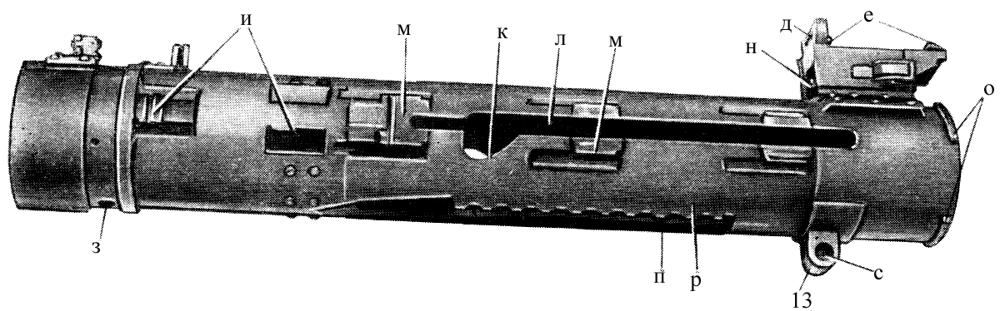 и
м
к
л
м
д
е
н
о
з
п
р
с
13